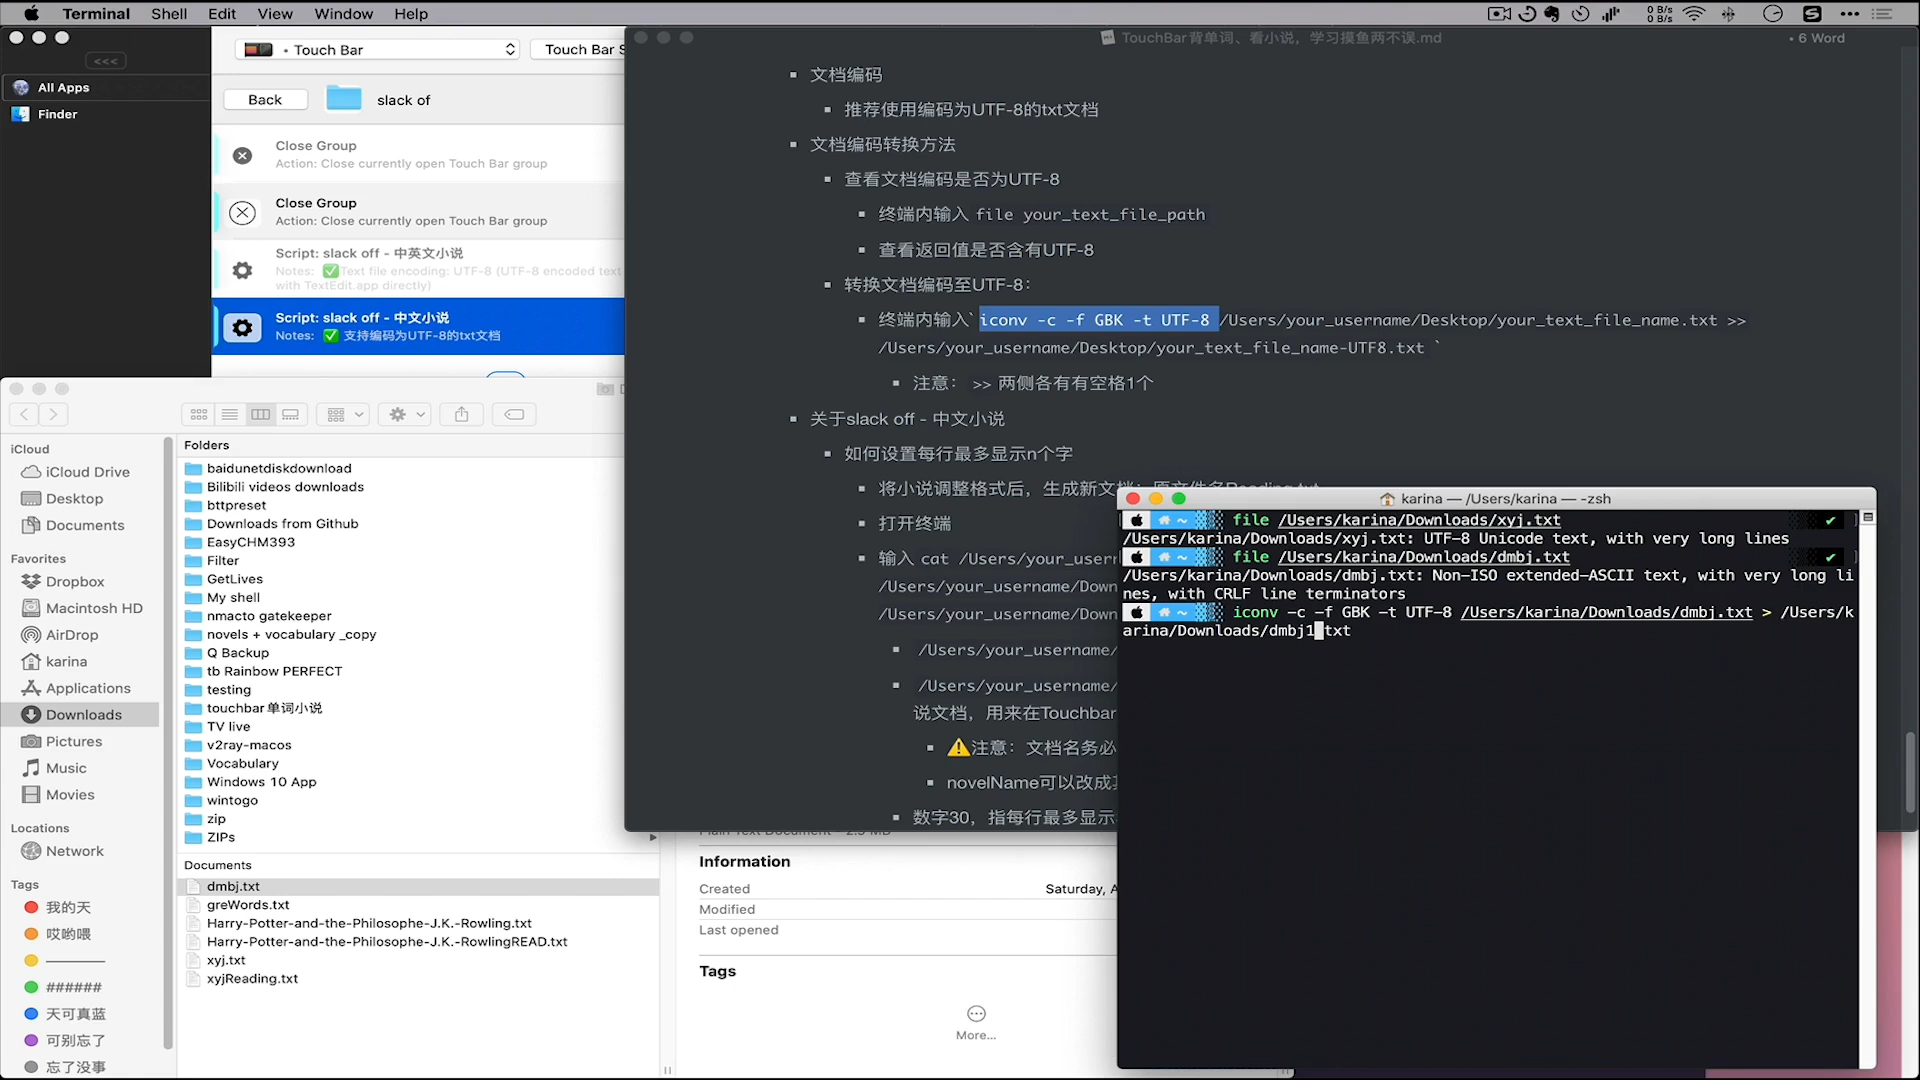 Terminal Shell Edit View Window Help
0 B/s
0 B/s
<<<
All Apps
Finder
• Touch Bar
Touch Bar S
Back
slack of
Close Group
Action: Close currently open Touch Bar group
Close Group
Action: Close currently open Touch Bar group
Script: slack off - 中英文小说
Notes: ✅Text file encoding: UTF-8 (UTF-8 encoded text
with TextEdit.app directly)
Script: slack off - 中文小说
Notes: ✅ 支持编码为UTF-8的txt文档
TouchBar背单词、看小说，学习摸鱼两不误.md
• 6 Word
文档编码
推荐使用编码为UTF-8的txt文档
文档编码转换方法
查看文档编码是否为UTF-8
终端内输入 file your_text_file_path
查看返回值是否含有UTF-8
转换文档编码至UTF-8：
终端内输入` iconv -c -f GBK -t UTF-8 /Users/your_username/Desktop/your_text_file_name.txt >>
/Users/your_username/Desktop/your_text_file_name-UTF8.txt `
注意： >> 两侧各有有空格1个
关于slack off - 中文小说
如何设置每行最多显示n个字
将小说调整格式后，生成新文档：原文件名Reading.txt
打开终端
输入 cat /Users/your_usern
/Users/your_username/Down
/Users/your_username/Down
/Users/your_username/
/Users/your_username/
说文档，用来在Touchbar
⚠️注意：文档名务必
novelName可以改成
数字30，指每行最多显示
karina — /Users/karina — -zsh
~ file /Users/karina/Downloads/xyj.txt ✔
/Users/karina/Downloads/xyj.txt: UTF-8 Unicode text, with very long lines
~ file /Users/karina/Downloads/dmbj.txt ✔
/Users/karina/Downloads/dmbj.txt: Non-ISO extended-ASCII text, with very long li
nes, with CRLF line terminators
~ iconv -c -f GBK -t UTF-8 /Users/karina/Downloads/dmbj.txt > /Users/k
arina/Downloads/dmbj1 txt
iCloud
iCloud Drive
Desktop
Documents
Favorites
Dropbox
Macintosh HD
AirDrop
karina
Applications
Downloads
Pictures
Music
Movies
Locations
Network
Tags
我的天
哎哟喂
————
######
天可真蓝
可别忘了
忘了没事
Folders
baidunetdiskdownload
Bilibili videos downloads
bttpreset
Downloads from Github
EasyCHM393
Filter
GetLives
My shell
nmacto gatekeeper
novels + vocabulary _copy
Q Backup
tb Rainbow PERFECT
testing
touchbar单词小说
TV live
v2ray-macos
Vocabulary
Windows 10 App
wintogo
zip
ZIPs
Documents
dmbj.txt
greWords.txt
Harry-Potter-and-the-Philosophe-J.K.-Rowling.txt
Harry-Potter-and-the-Philosophe-J.K.-RowlingREAD.txt
xyj.txt
xyjReading.txt
Information
Created Saturday, A
Modified
Last opened
Tags
More...